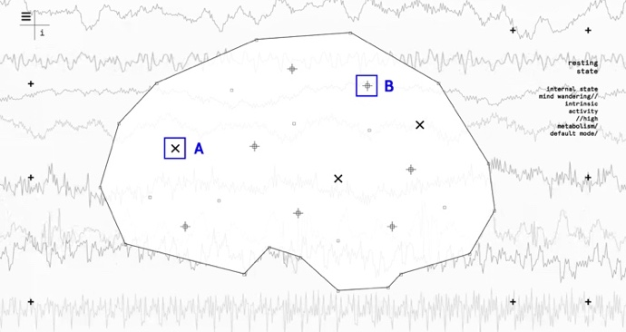 i
B
A
resting
state
internal state
mind wandering//
intrinsic
activity
//high
metabolism/
default mode/